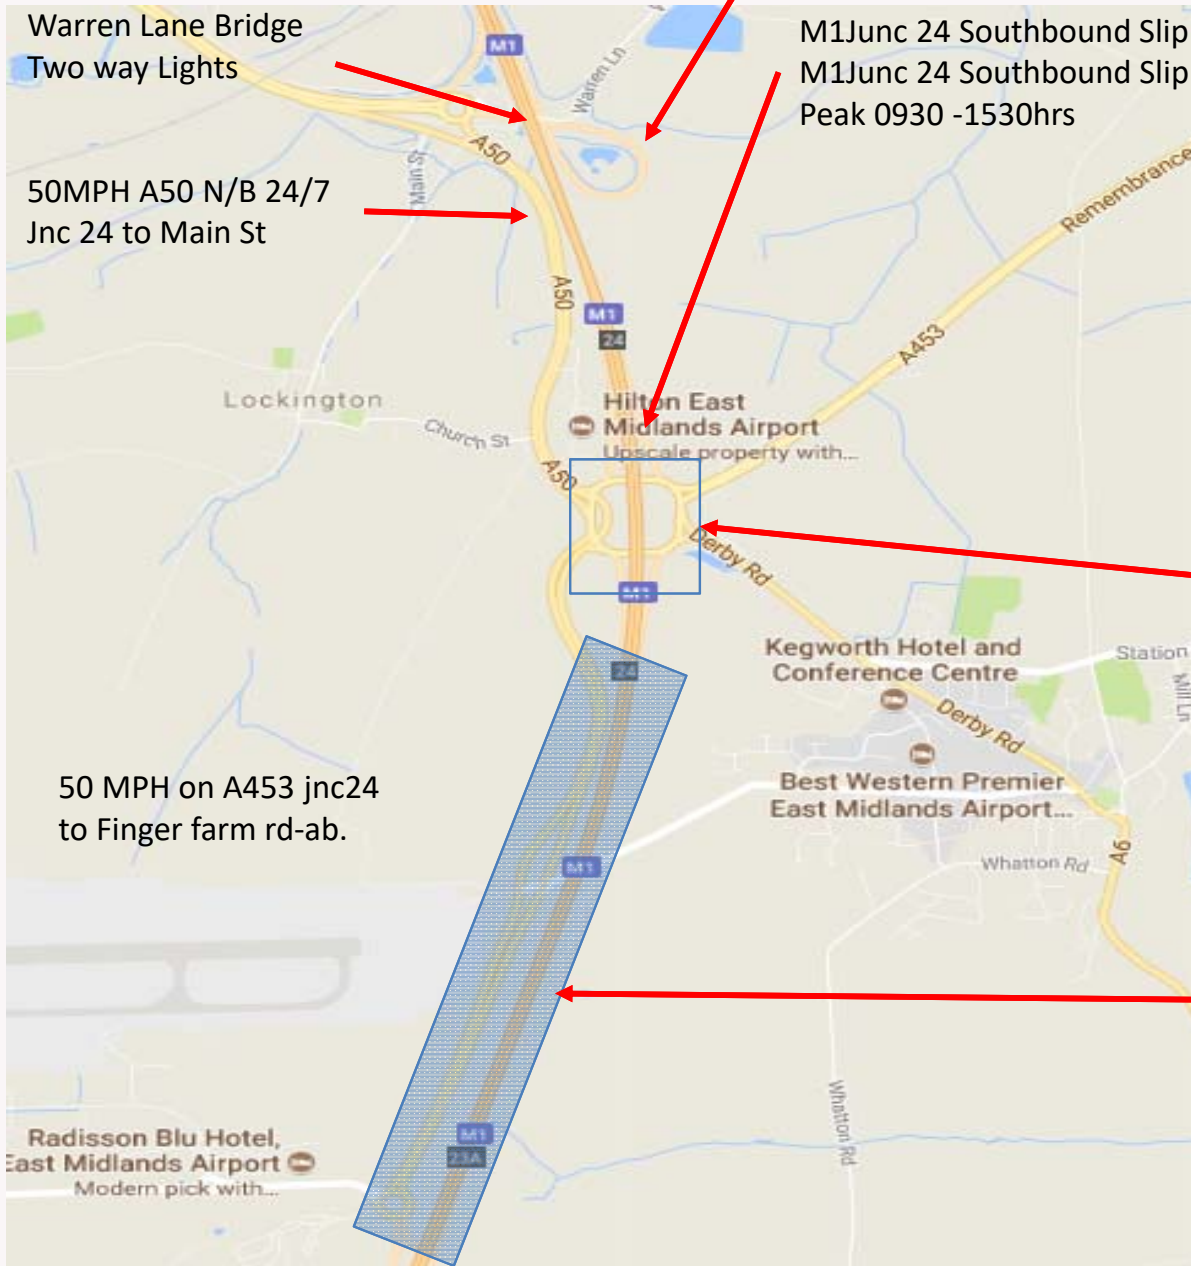 Warren Lane Bridge
Two way Lights
M1Junc 24 Southbound Slip
M1Junc 24 Southbound Slip
Peak 0930 -1530hrs
M1
Warren Ln
A50
Main St
50MPH A50 N/B 24/7
Jnc 24 to Main St
Remembrance
A50
M1
24
A453
Lockington
Hilton East
Midlands Airport
Upscale property with...
Church St
A50
Derby Rd
M1
Kegworth Hotel and
Conference Centre
Station
24
Mill Ln
Derby Rd
50 MPH on A453 jnc24
to Finger farm rd-ab.
Best Western Premier
East Midlands Airport...
M1
Whatton Rd
A6
Whatton Rd
M1
23A
Radisson Blu Hotel,
East Midlands Airport
Modern pick with...